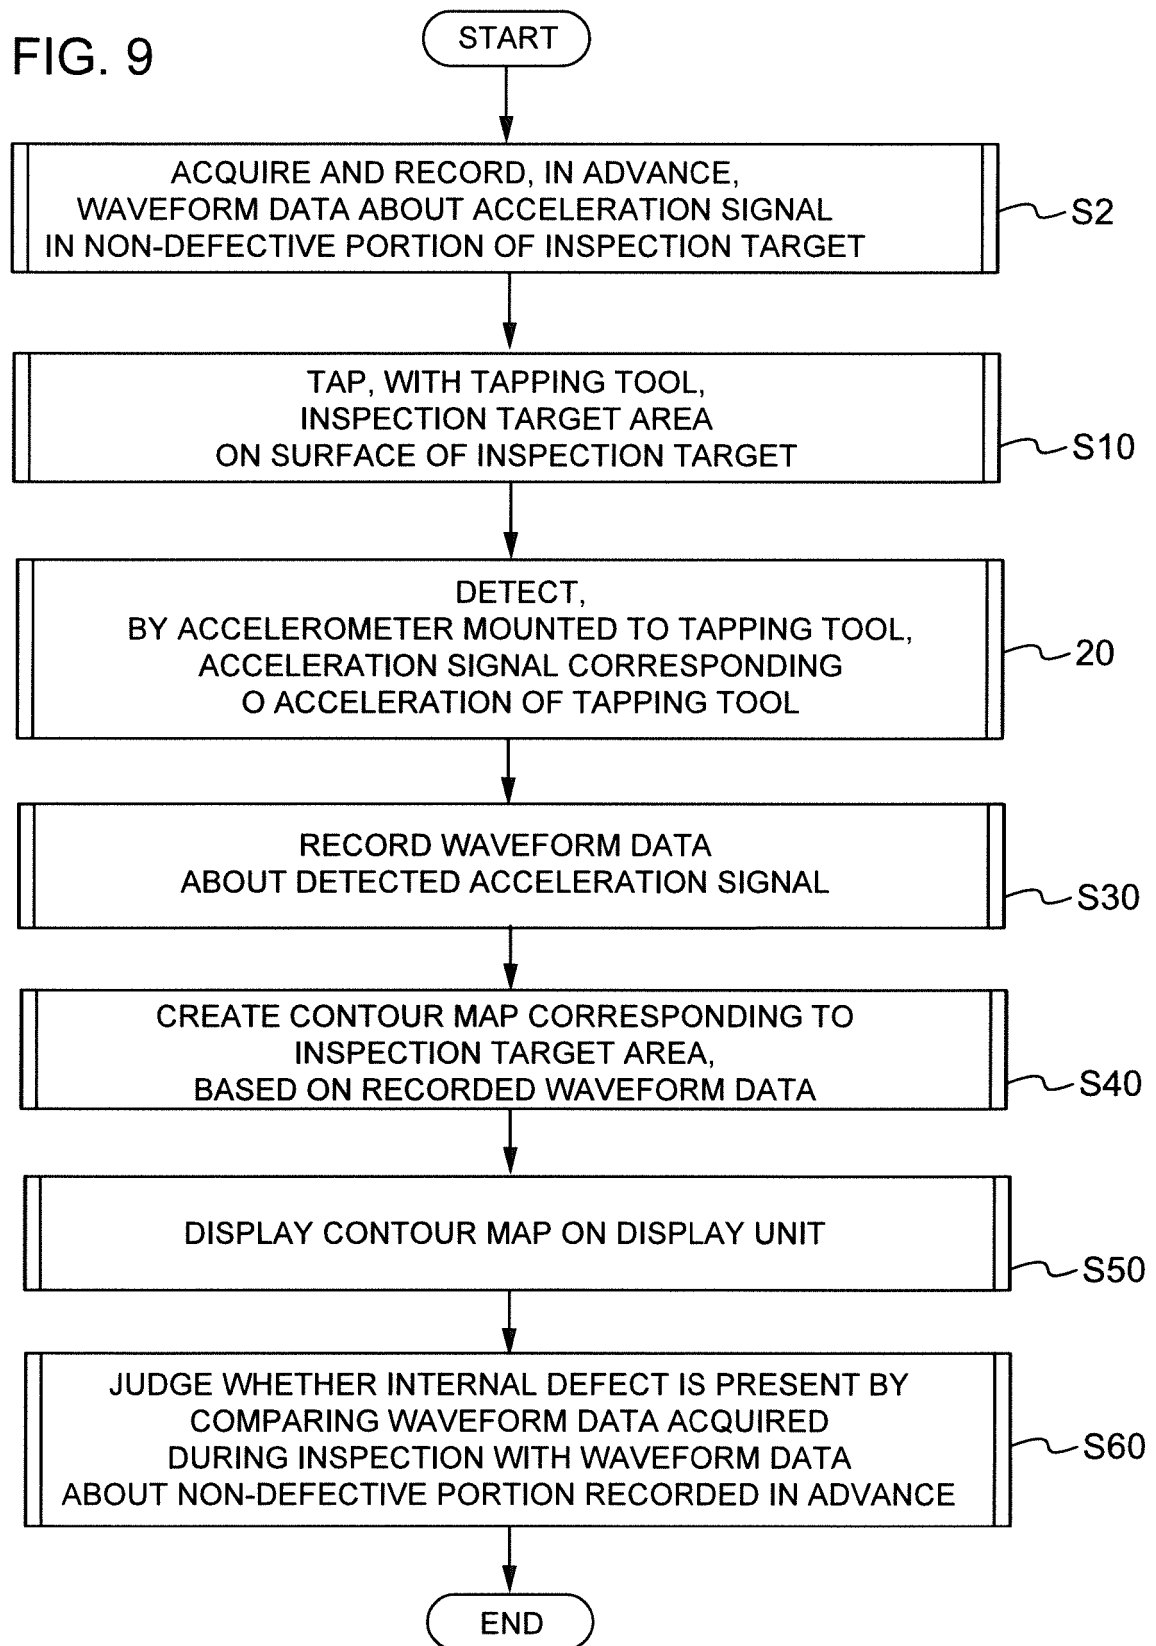 FIG. 9
START
ACQUIRE AND RECORD, IN ADVANCE,
WAVEFORM DATA ABOUT ACCELERATION SIGNAL
IN NON-DEFECTIVE PORTION OF INSPECTION TARGET
S2
TAP, WITH TAPPING TOOL,
INSPECTION TARGET AREA
ON SURFACE OF INSPECTION TARGET
S10
DETECT,
BY ACCELEROMETER MOUNTED TO TAPPING TOOL,
ACCELERATION SIGNAL CORRESPONDING
O ACCELERATION OF TAPPING TOOL
20
RECORD WAVEFORM DATA
ABOUT DETECTED ACCELERATION SIGNAL
S30
CREATE CONTOUR MAP CORRESPONDING TO
INSPECTION TARGET AREA,
BASED ON RECORDED WAVEFORM DATA
S40
DISPLAY CONTOUR MAP ON DISPLAY UNIT
S50
JUDGE WHETHER INTERNAL DEFECT IS PRESENT BY
COMPARING WAVEFORM DATA ACQUIRED
DURING INSPECTION WITH WAVEFORM DATA
ABOUT NON-DEFECTIVE PORTION RECORDED IN ADVANCE
S60
END